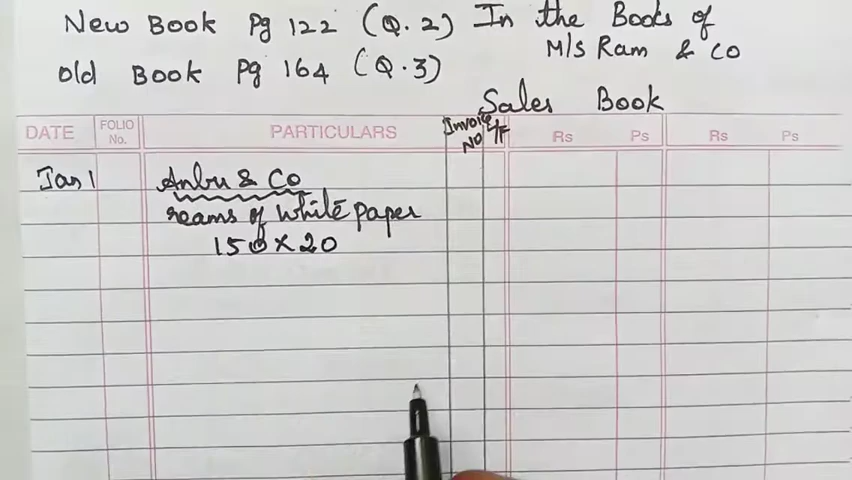 New Book Pg 122 (Q.2) In the Books of
M/S Ram & CO
Old Book Pg 164 (Q.3)
Sales Book
DATE FOLIO No. PARTICULARS Invoice NO L/F Rs Ps Rs Ps
Jan 1 Anbu & Co
reams of white paper
150 X 20